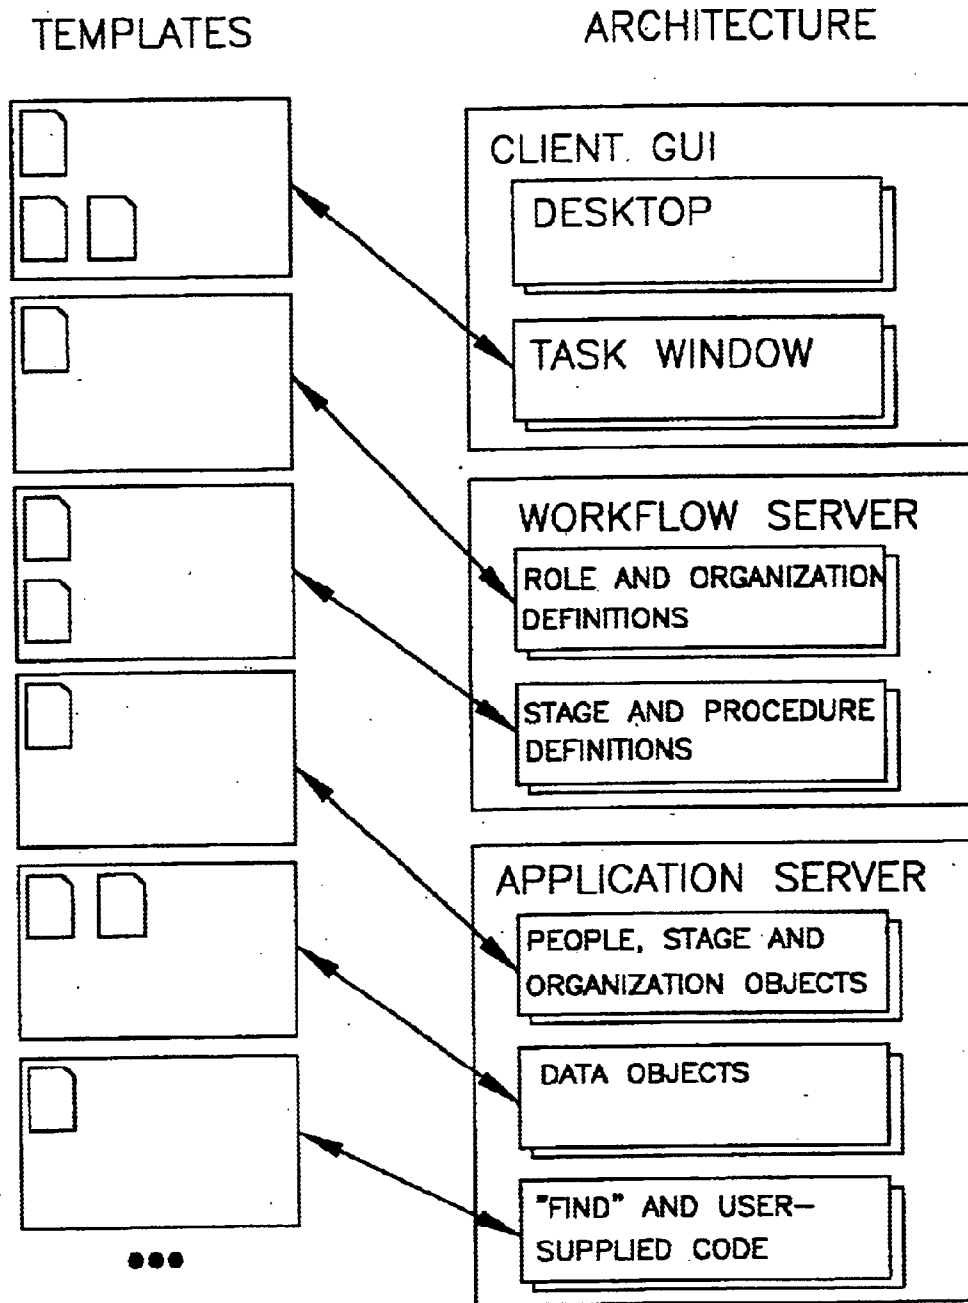 TEMPLATES
ARCHITECTURE
CLIENT GUI
DESKTOP
TASK WINDOW
WORKFLOW SERVER
ROLE AND ORGANIZATION
DEFINITIONS
STAGE AND PROCEDURE
DEFINITIONS
APPLICATION SERVER
PEOPLE, STAGE AND
ORGANIZATION OBJECTS
DATA OBJECTS
"FIND" AND USER-
SUPPLIED CODE